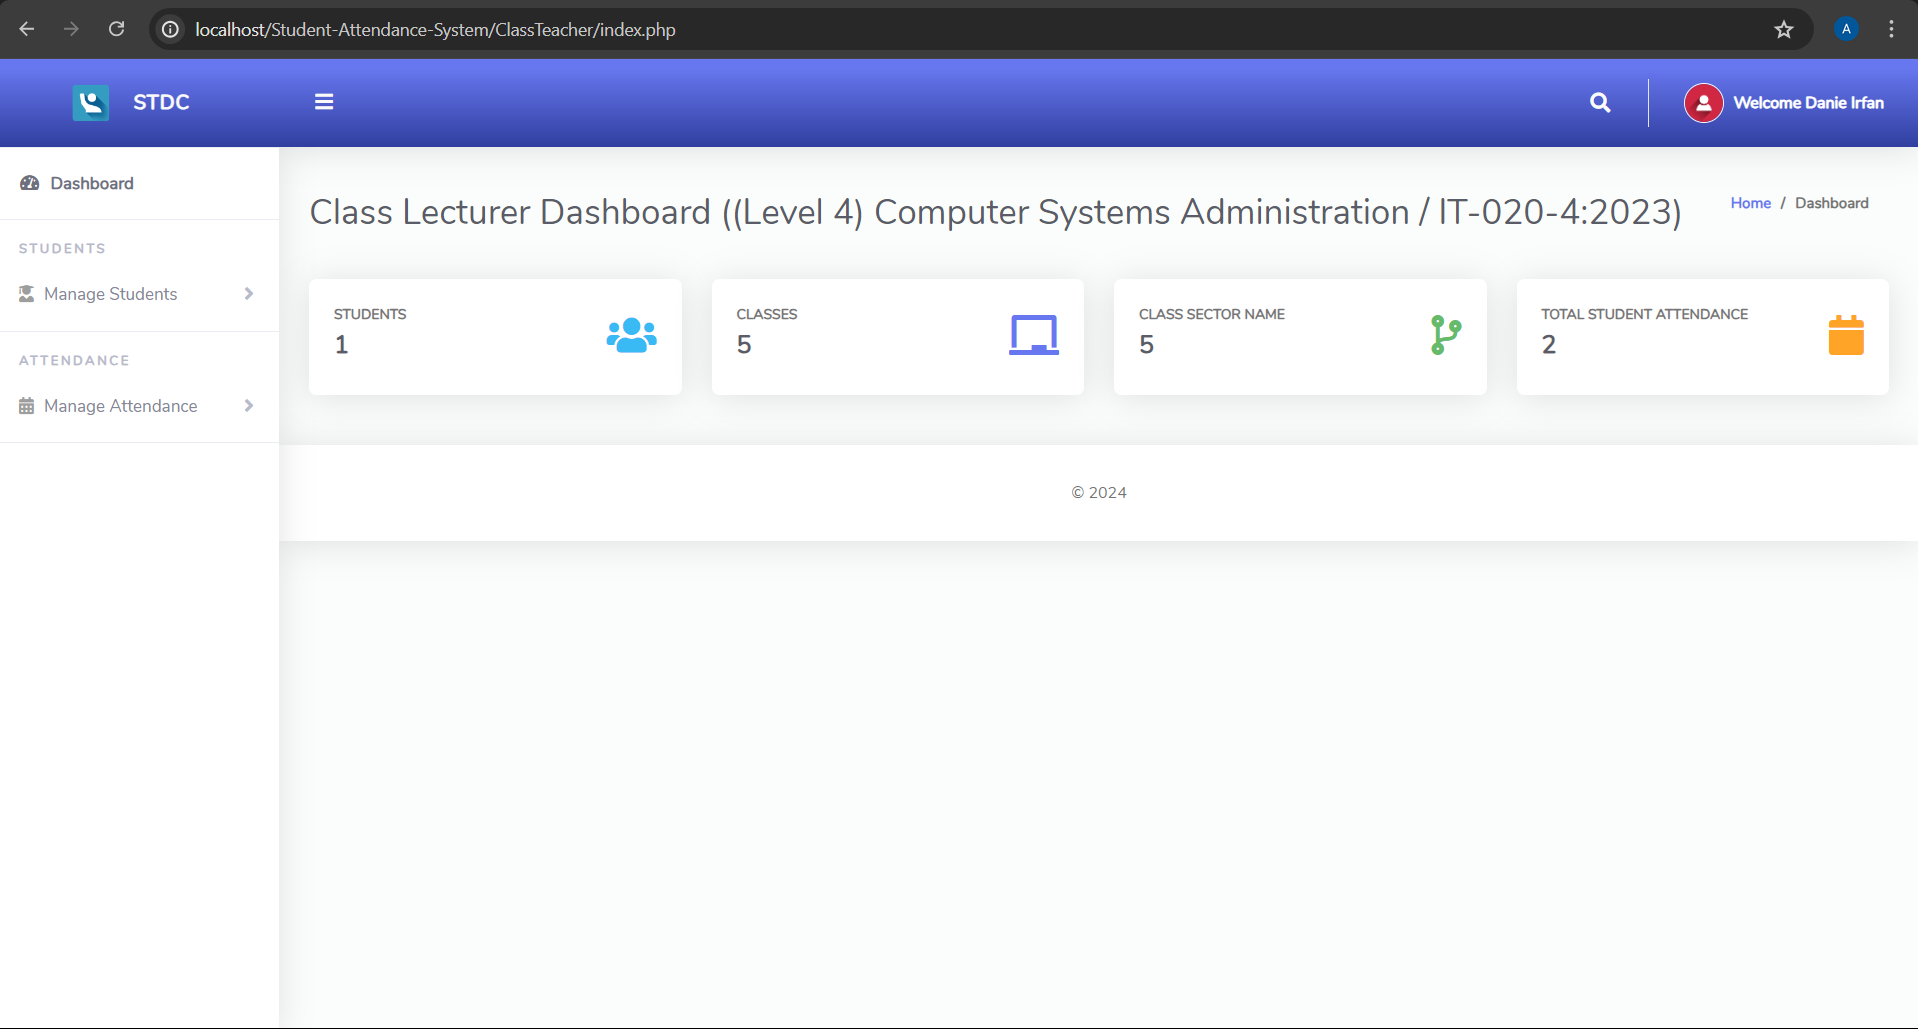 localhost/Student-Attendance-System/ClassTeacher/index.php
A
STDC
Welcome Danie Irfan
Dashboard
STUDENTS
Manage Students
ATTENDANCE
Manage Attendance
Class Lecturer Dashboard ((Level 4) Computer Systems Administration / IT-020-4:2023)
Home / Dashboard
STUDENTS
1
CLASSES
5
CLASS SECTOR NAME
5
TOTAL STUDENT ATTENDANCE
2
© 2024